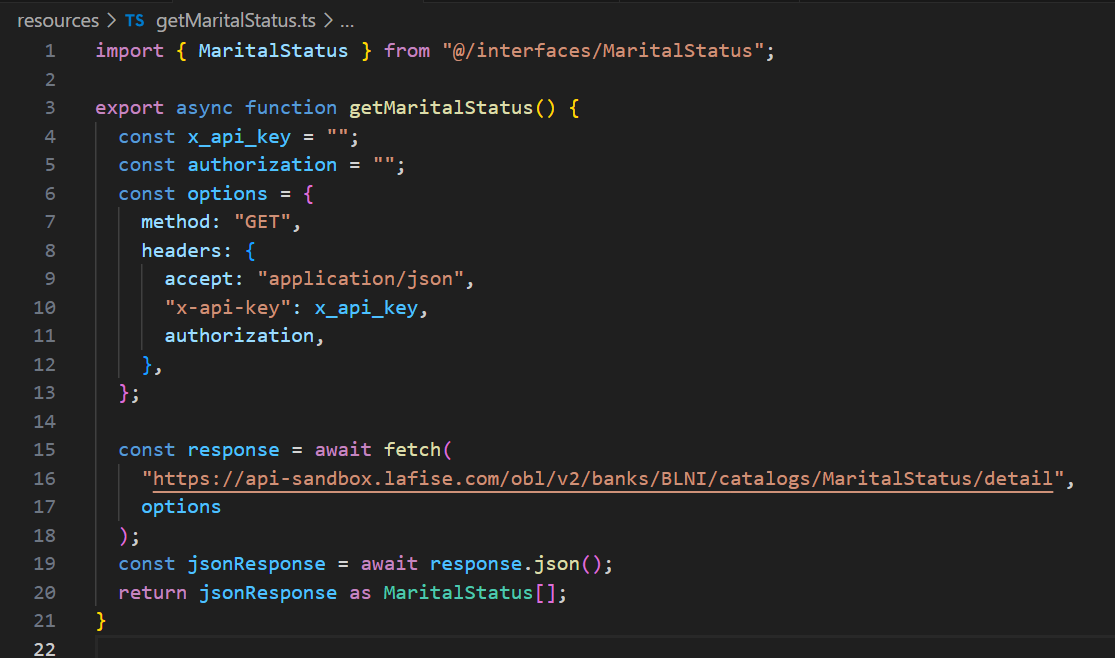 resources > TS getMaritalStatus.ts > ...
1 import { MaritalStatus } from "@/interfaces/MaritalStatus";
2
3 export async function getMaritalStatus() {
4   const x_api_key = "";
5   const authorization = "";
6   const options = {
7     method: "GET",
8     headers: {
9       accept: "application/json",
10       "x-api-key": x_api_key,
11       authorization,
12     },
13   };
14
15   const response = await fetch(
16     "https://api-sandbox.lafise.com/obl/v2/banks/BLNI/catalogs/MaritalStatus/detail",
17     options
18   );
19   const jsonResponse = await response.json();
20   return jsonResponse as MaritalStatus[];
21 }
22